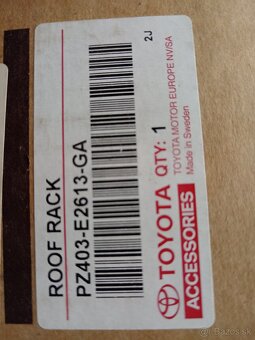 ROOF RACK
PZ403-E2613-GA
2J
TOYOTA QTY: 1
TOYOTA MOTOR EUROPE NV/SA
ACCESSORIES
Made in Sweden